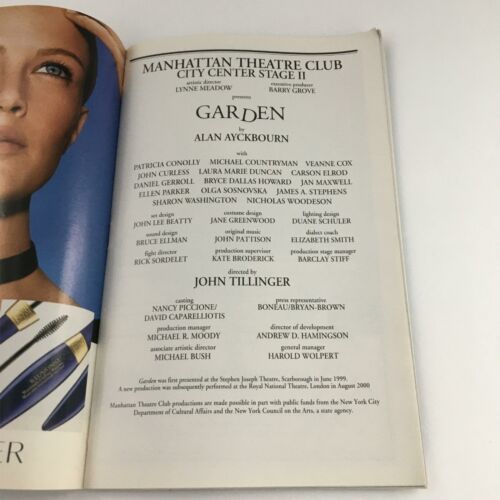 MANHATTAN THEATRE CLUB
CITY CENTER STAGE II
artistic director executive producer
LYNNE MEADOW BARRY GROVE
presents
GARDEN
by
ALAN AYCKBOURN
with
PATRICIA CONOLLY MICHAEL COUNTRYMAN VEANNE COX
JOHN CURLESS LAURA MARIE DUNCAN CARSON ELROD
DANIEL GERROLL BRYCE DALLAS HOWARD JAN MAXWELL
ELLEN PARKER OLGA SOSNOVSKA JAMES A. STEPHENS
SHARON WASHINGTON NICHOLAS WOODESON
set design costume design lighting design
JOHN LEE BEATTY JANE GREENWOOD DUANE SCHULER
sound design original music dialect coach
BRUCE ELLMAN JOHN PATTISON ELIZABETH SMITH
fight director production supervisor production stage manager
RICK SORDELET KATE BRODERICK BARCLAY STIFF
directed by
JOHN TILLINGER
casting press representative
NANCY PICCIONE/ BONEAU/BRYAN-BROWN
DAVID CAPARELLIOTIS
production manager director of development
MICHAEL R. MOODY ANDREW D. HAMINGSON
associate artistic director general manager
MICHAEL BUSH HAROLD WOLPERT
Garden was first presented at the Stephen Joseph Theatre, Scarborough in June 1999.
A new production was subsequently performed at the Royal National Theatre, London in August 2000
Manhattan Theatre Club productions are made possible in part with public funds from the New York City
Department of Cultural Affairs and the New York Council on the Arts, a state agency.
ER